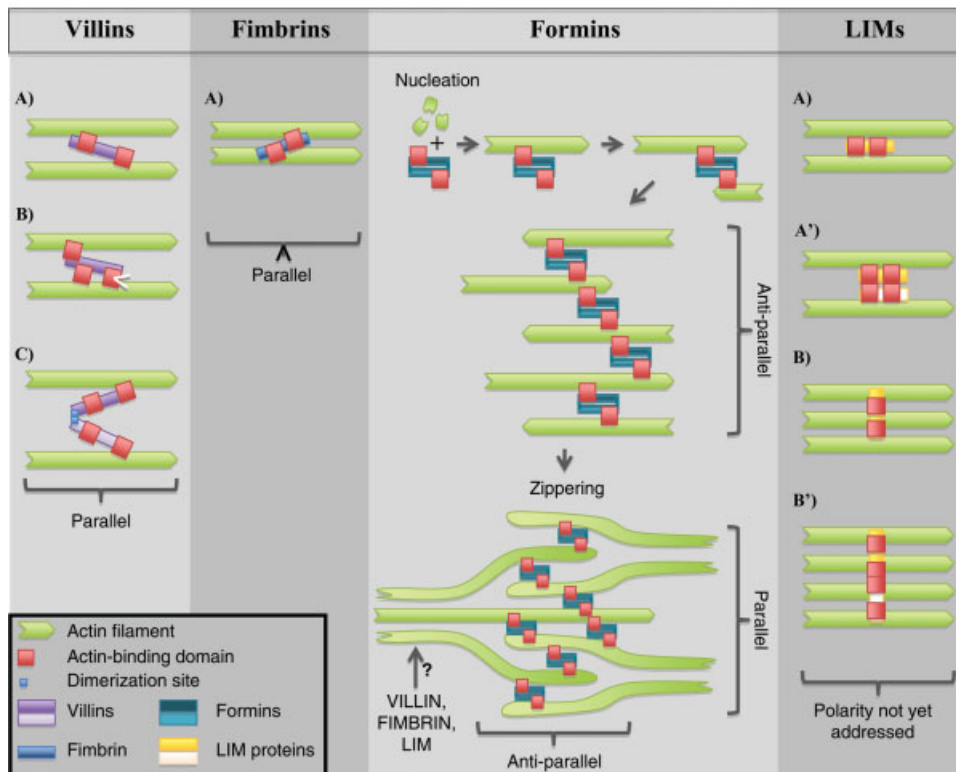 Villins
Fimbrins
Formins
LIMs
A)
B)
C)
Parallel
A)
Parallel
Nucleation
+
Anti-parallel
Zippering
Parallel
?
VILLIN,
FIMBRIN,
LIM
Anti-parallel
A)
A')
B)
B')
Polarity not yet
addressed
Actin filament
Actin-binding domain
Dimerization site
Villins
Formins
Fimbrin
LIM proteins